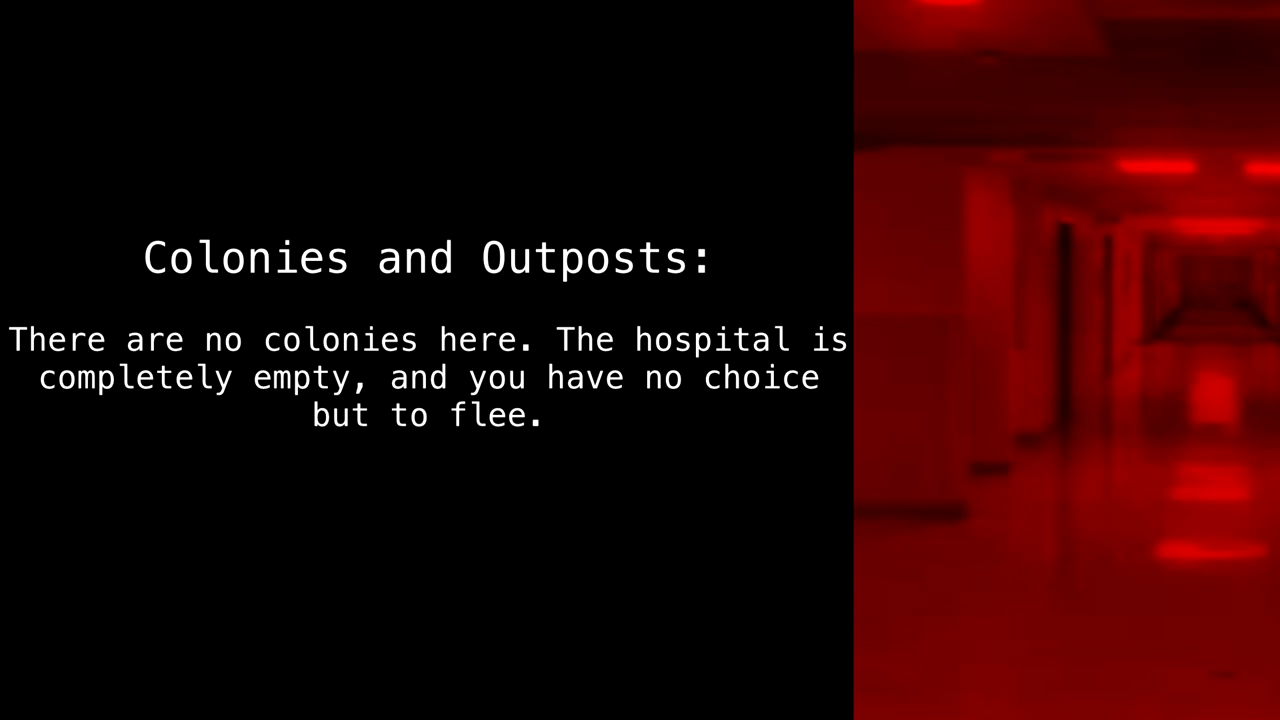 Colonies and Outposts:
There are no colonies here. The hospital is
completely empty, and you have no choice
but to flee.